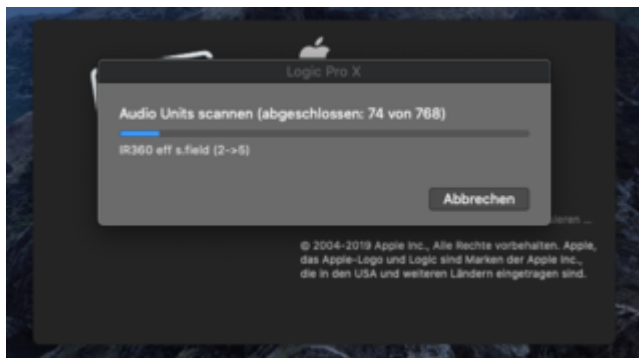 Logic Pro X
Audio Units scannen (abgeschlossen: 74 von 768)
IR360 eff s.field (2->5)
Abbrechen
ieren ...
© 2004-2019 Apple Inc., Alle Rechte vorbehalten. Apple,
das Apple-Logo und Logic sind Marken der Apple Inc.,
die in den USA und weiteren Ländern eingetragen sind.